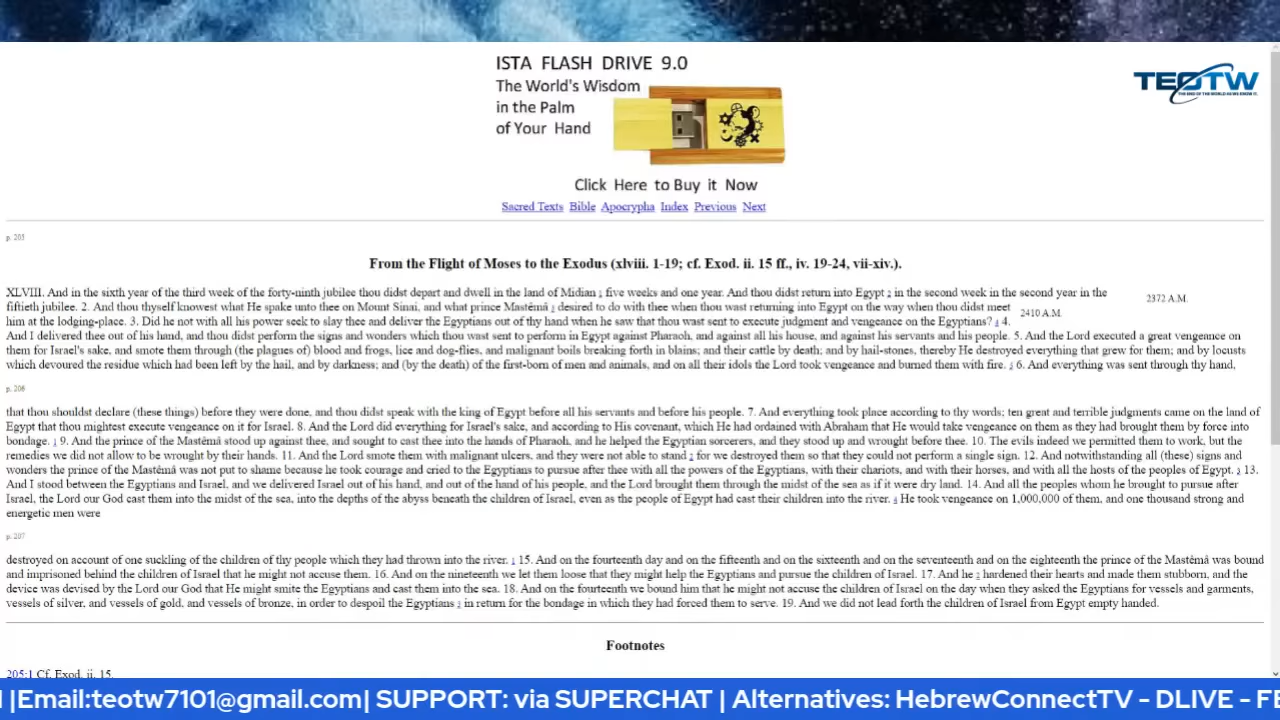 ISTA FLASH DRIVE 9.0
The World's Wisdom
in the Palm
of Your Hand
Click Here to Buy it Now
TEOTW
THE END OF THE WORLD AS WE KNOW IT.
Sacred Texts Bible Apocrypha Index Previous Next
p. 205
From the Flight of Moses to the Exodus (xlviii. 1-19; cf. Exod. ii. 15 ff., iv. 19-24, vii-xiv.).
XLVIII. And in the sixth year of the third week of the forty-ninth jubilee thou didst depart and dwell in the land of Midian 1 five weeks and one year. And thou didst return into Egypt 2 in the second week in the second year in the
2372 A.M.
fiftieth jubilee. 2. And thou thyself knowest what He spake unto thee on Mount Sinai, and what prince Mastêmâ 3 desired to do with thee when thou wast returning into Egypt on the way when thou didst meet
2410 A.M.
him at the lodging-place. 3. Did he not with all his power seek to slay thee and deliver the Egyptians out of thy hand when he saw that thou wast sent to execute judgment and vengeance on the Egyptians? 4 4.
And I delivered thee out of his hand, and thou didst perform the signs and wonders which thou wast sent to perform in Egypt against Pharaoh, and against all his house, and against his servants and his people. 5. And the Lord executed a great vengeance on
them for Israel's sake, and smote them through (the plagues of) blood and frogs, lice and dog-flies, and malignant boils breaking forth in blains; and their cattle by death; and by hail-stones, thereby He destroyed everything that grew for them; and by locusts
which devoured the residue which had been left by the hail, and by darkness; and (by the death) of the first-born of men and animals, and on all their idols the Lord took vengeance and burned them with fire. 5 6. And everything was sent through thy hand,
p. 206
that thou shouldst declare (these things) before they were done, and thou didst speak with the king of Egypt before all his servants and before his people. 7. And everything took place according to thy words; ten great and terrible judgments came on the land of
Egypt that thou mightest execute vengeance on it for Israel. 8. And the Lord did everything for Israel's sake, and according to His covenant, which He had ordained with Abraham that He would take vengeance on them as they had brought them by force into
bondage. 1 9. And the prince of the Mastêmâ stood up against thee, and sought to cast thee into the hands of Pharaoh, and he helped the Egyptian sorcerers, and they stood up and wrought before thee. 10. The evils indeed we permitted them to work, but the
remedies we did not allow to be wrought by their hands. 11. And the Lord smote them with malignant ulcers, and they were not able to stand 2 for we destroyed them so that they could not perform a single sign. 12. And notwithstanding all (these) signs and
wonders the prince of the Mastêmâ was not put to shame because he took courage and cried to the Egyptians to pursue after thee with all the powers of the Egyptians, with their chariots, and with their horses, and with all the hosts of the peoples of Egypt. 3 13.
And I stood between the Egyptians and Israel, and we delivered Israel out of his hand, and out of the hand of his people, and the Lord brought them through the midst of the sea as if it were dry land. 14. And all the peoples whom he brought to pursue after
Israel, the Lord our God cast them into the midst of the sea, into the depths of the abyss beneath the children of Israel, even as the people of Egypt had cast their children into the river. 4 He took vengeance on 1,000,000 of them, and one thousand strong and
energetic men were
p. 207
destroyed on account of one suckling of the children of thy people which they had thrown into the river. 1 15. And on the fourteenth day and on the fifteenth and on the sixteenth and on the seventeenth and on the eighteenth the prince of the Mastêmâ was bound
and imprisoned behind the children of Israel that he might not accuse them. 16. And on the nineteenth we let them loose that they might help the Egyptians and pursue the children of Israel. 17. And he 2 hardened their hearts and made them stubborn, and the
device was devised by the Lord our God that He might smite the Egyptians and cast them into the sea. 18. And on the fourteenth we bound him that he might not accuse the children of Israel on the day when they asked the Egyptians for vessels and garments,
vessels of silver, and vessels of gold, and vessels of bronze, in order to despoil the Egyptians 3 in return for the bondage in which they had forced them to serve. 19. And we did not lead forth the children of Israel from Egypt empty handed.
Footnotes
205:1 Cf. Exod. ii. 15.
|Email:teotw7101@gmail.com| SUPPORT: via SUPERCHAT | Alternatives: HebrewConnectTV - DLIVE - FE